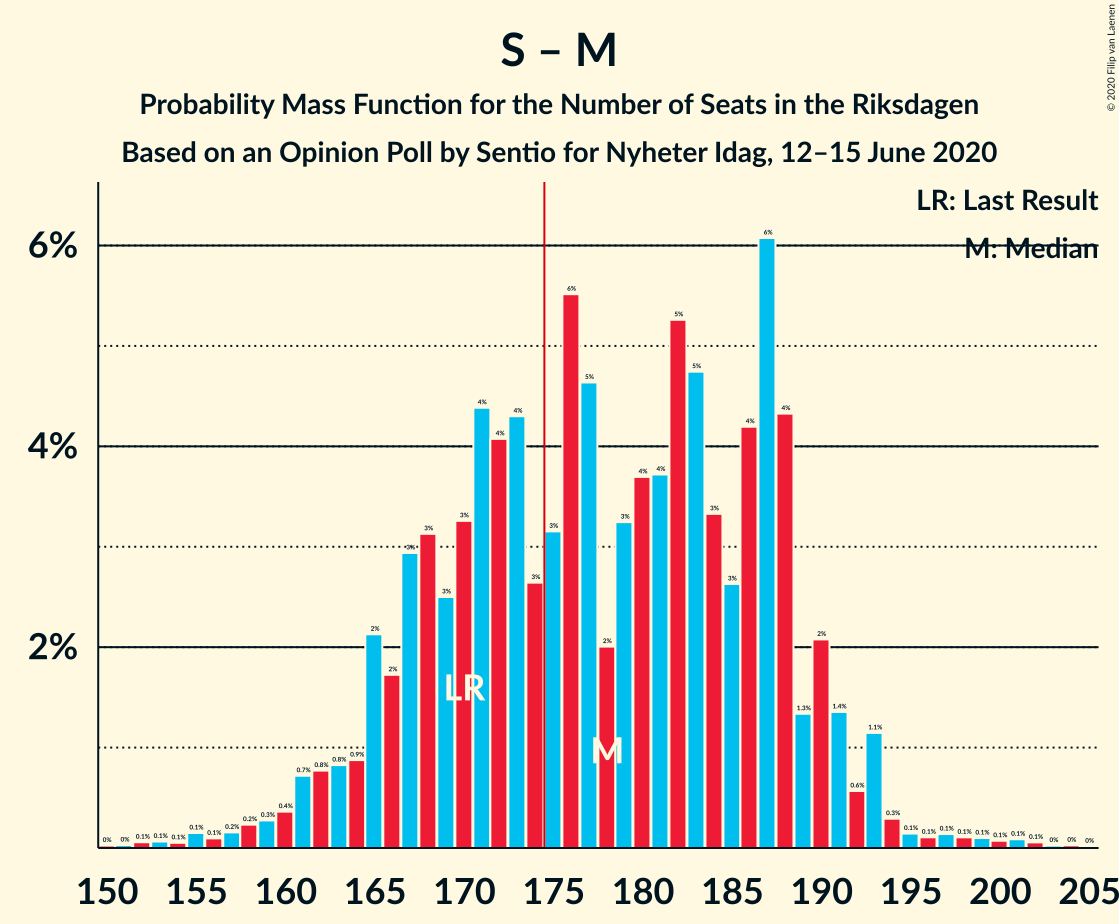 S – M
Probability Mass Function for the Number of Seats in the Riksdagen
Based on an Opinion Poll by Sentio for Nyheter Idag, 12–15 June 2020
© 2020 Filip van Laenen
LR: Last Result
M: Median
6%
4%
2%
0% 0% 0.1% 0.1% 0.1% 0.1% 0.1% 0.2% 0.2% 0.3% 0.4% 0.7% 0.8% 0.8% 0.9% 2% 2% 3% 3% 3% 3% 4% 4% 4% 3% 3% 6% 5% 2% 3% 4% 4% 5% 5% 3% 3% 4% 6% 4% 1.3% 2% 1.4% 0.6% 1.1% 0.3% 0.1% 0.1% 0.1% 0.1% 0.1% 0.1% 0.1% 0.1% 0% 0% 0%
LR
M
150 155 160 165 170 175 180 185 190 195 200 205